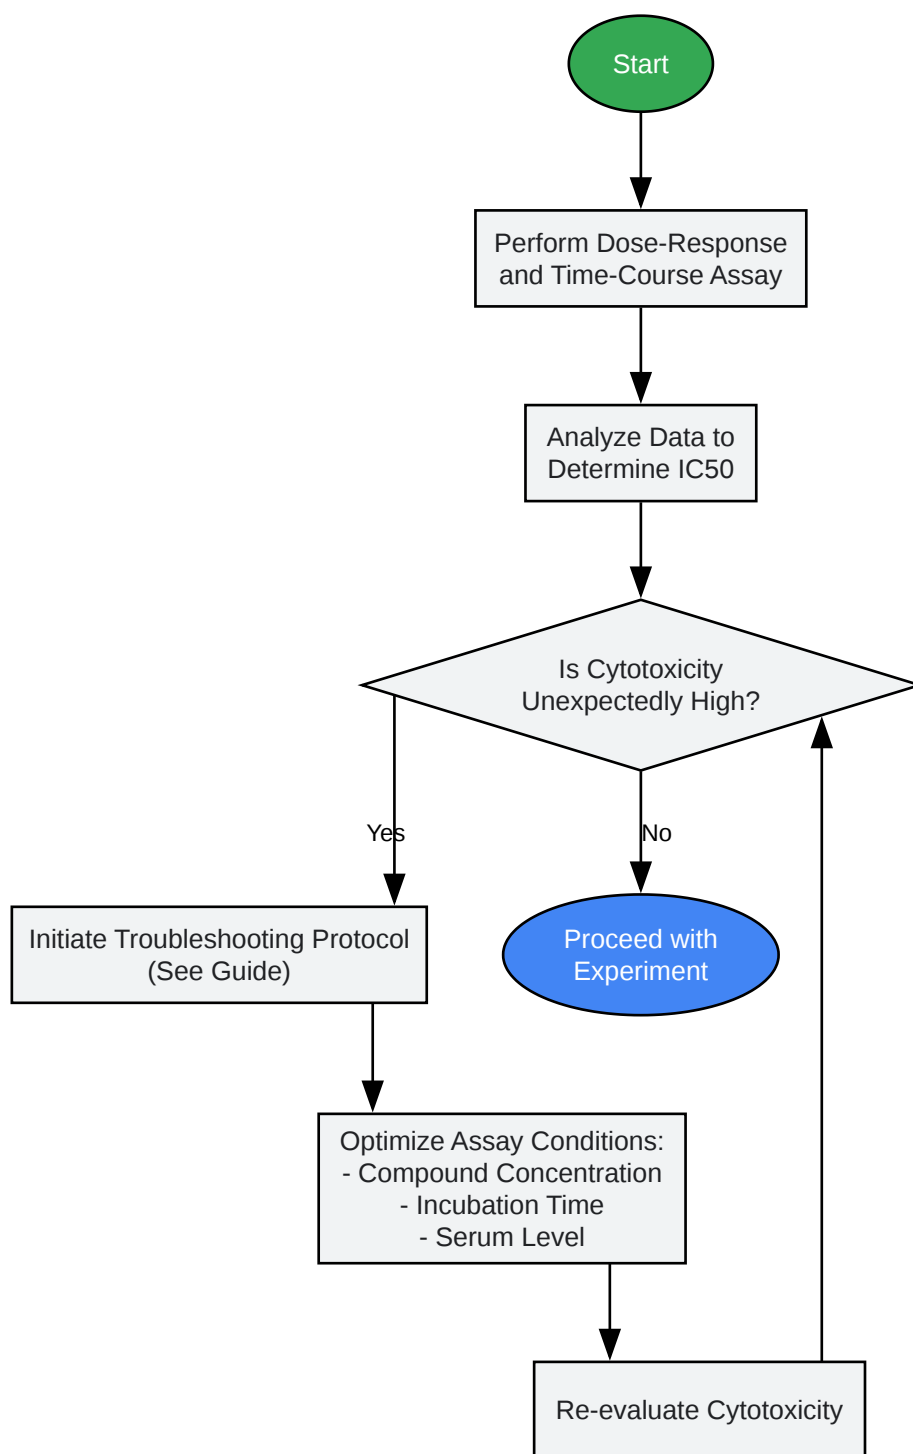 Start
Perform Dose-Response
and Time-Course Assay
Analyze Data to
Determine IC50
Is Cytotoxicity
Unexpectedly High?
Yes
No
Initiate Troubleshooting Protocol
(See Guide)
Proceed with
Experiment
Optimize Assay Conditions:
- Compound Concentration
- Incubation Time
- Serum Level
Re-evaluate Cytotoxicity